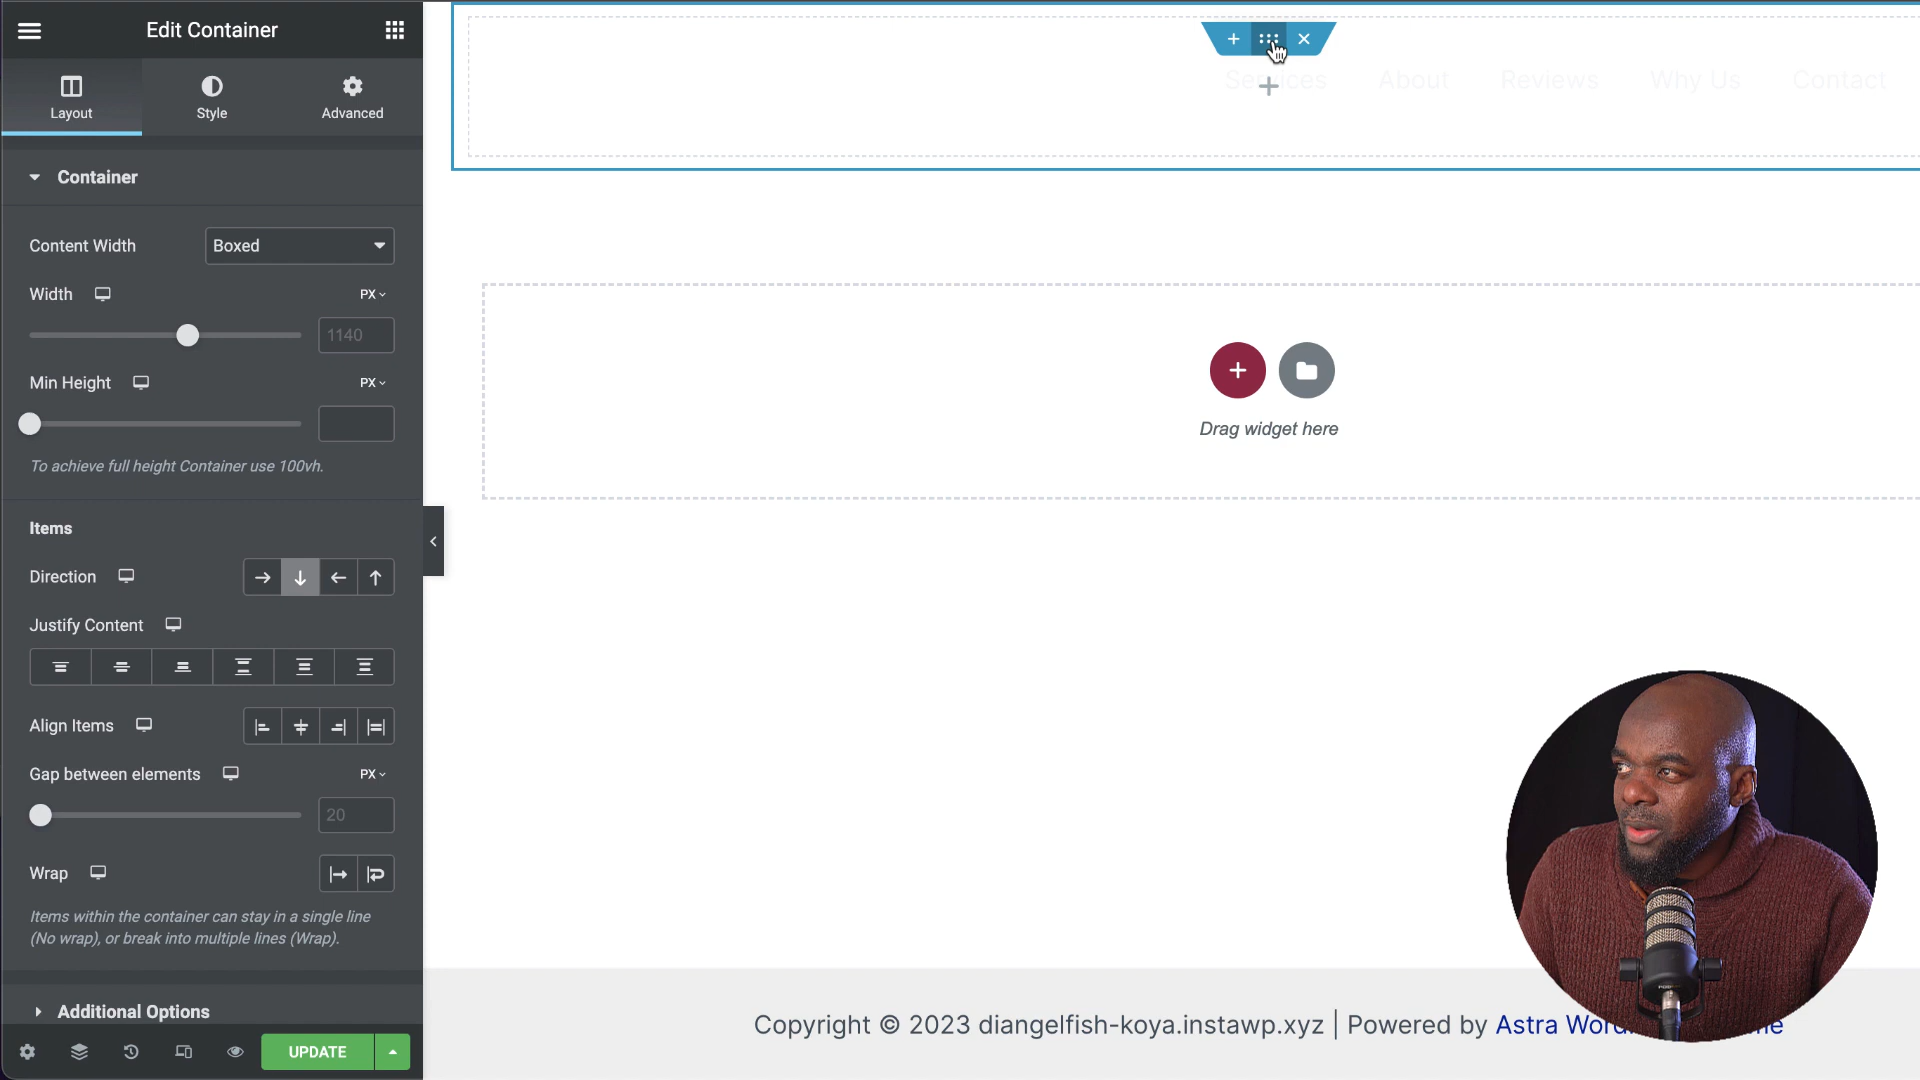 Edit Container
Layout
Style
Advanced
Container
Content Width
Boxed
Width
PX
1140
Min Height
PX
To achieve full height Container use 100vh.
Items
Direction
Justify Content
Align Items
Gap between elements
PX
20
Wrap
Items within the container can stay in a single line
(No wrap), or break into multiple lines (Wrap).
Additional Options
UPDATE
Services About Reviews Why Us Contact
Drag widget here
Copyright © 2023 diangelfish-koya.instawp.xyz | Powered by Astra